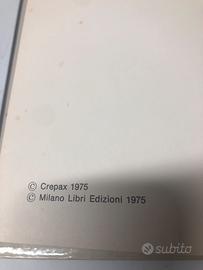 © Crepax 1975
© Milano Libri Edizioni 1975
subito